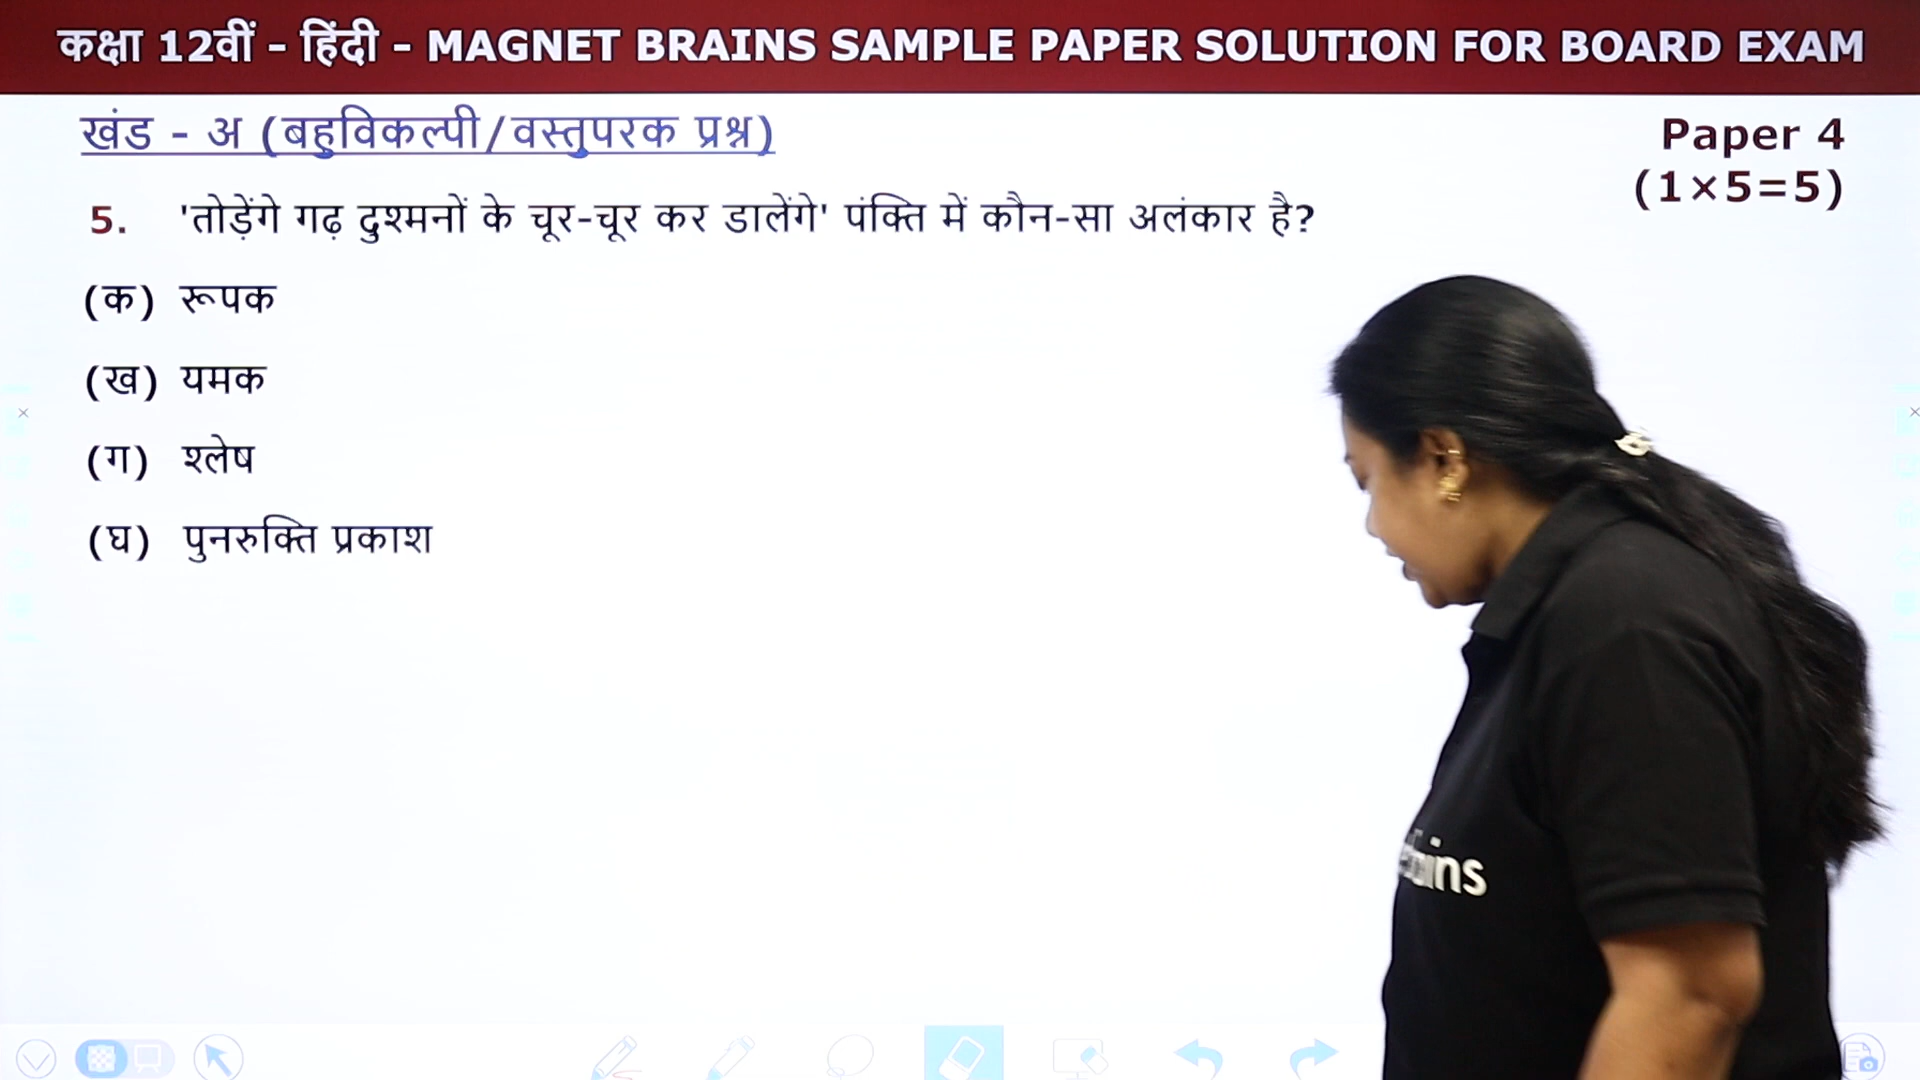 कक्षा 12वीं - हिंदी - MAGNET BRAINS SAMPLE PAPER SOLUTION FOR BOARD EXAM
खंड - अ (बहुविकल्पी/वस्तुपरक प्रश्न)
Paper 4
(1×5=5)
5. 'तोड़ेंगे गढ़ दुश्मनों के चूर-चूर कर डालेंगे' पंक्ति में कौन-सा अलंकार है?
(क) रूपक
(ख) यमक
(ग) श्लेष
(घ) पुनरुक्ति प्रकाश